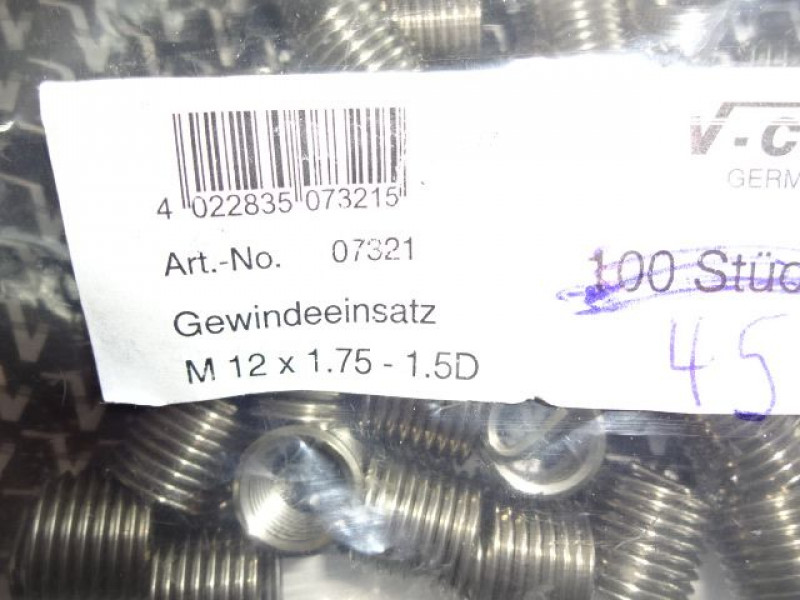 V-C
GERM
4 022835 073215
Art.-No. 07321
100 Stüc
Gewindeeinsatz
45
M 12 x 1.75 - 1.5D